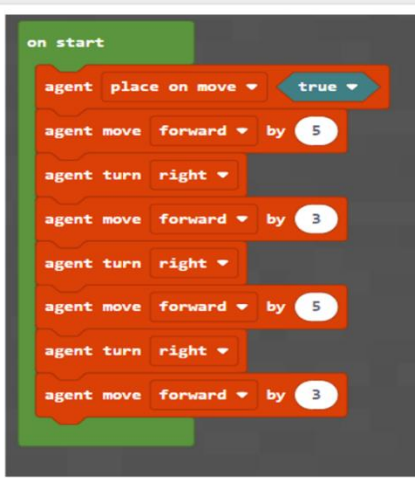 on start
agent place on move true
agent move forward by 5
agent turn right
agent move forward by 3
agent turn right
agent move forward by 5
agent turn right
agent move forward by 3